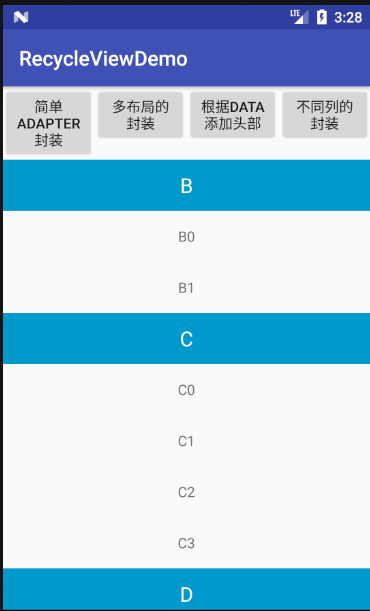 LTE 3:28
RecycleViewDemo
简单
ADAPTER
封装
多布局的
封装
根据DATA
添加头部
不同列的
封装
B
B0
B1
C
C0
C1
C2
C3
D